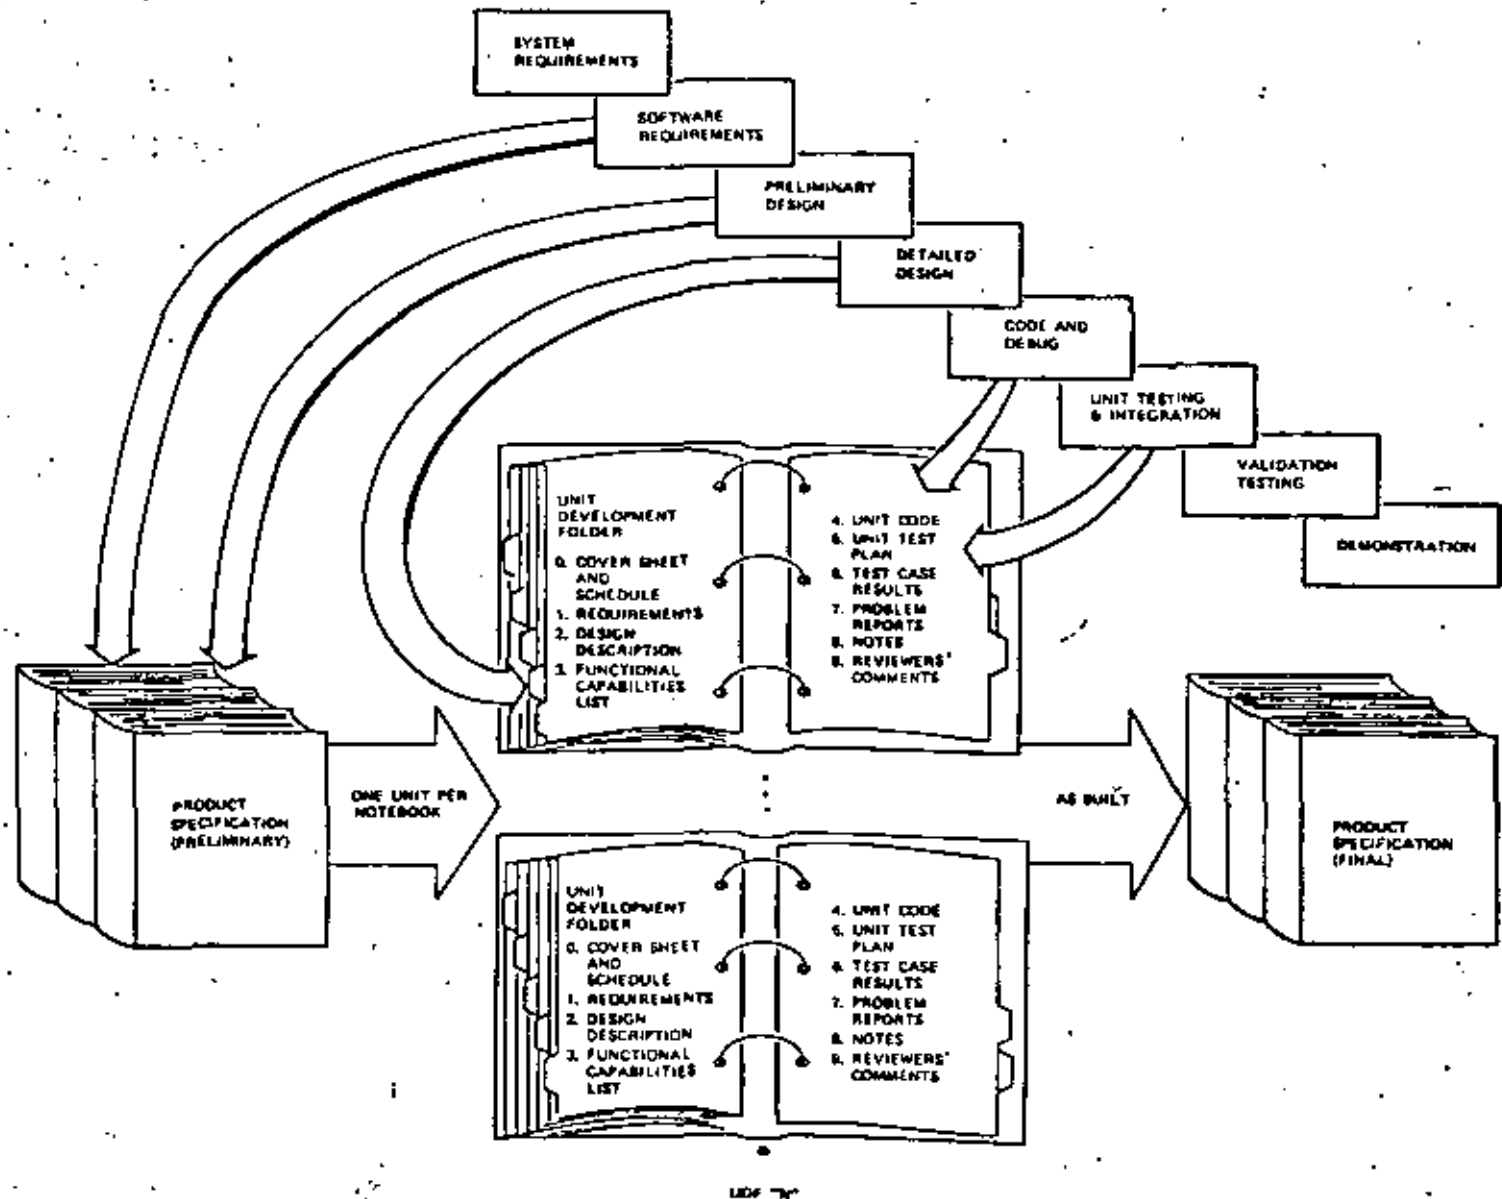 SYSTEM
REQUIREMENTS
SOFTWARE
REQUIREMENTS
PRELIMINARY
DESIGN
DETAILED
DESIGN
CODE AND
DEBUG
UNIT TESTING
& INTEGRATION
VALIDATION
TESTING
DEMONSTRATION
UNIT
DEVELOPMENT
FOLDER
0. COVER SHEET
AND
SCHEDULE
1. REQUIREMENTS
2. DESIGN
DESCRIPTION
3. FUNCTIONAL
CAPABILITIES
LIST
4. UNIT CODE
5. UNIT TEST
PLAN
6. TEST CASE
RESULTS
7. PROBLEM
REPORTS
8. NOTES
9. REVIEWERS'
COMMENTS
PRODUCT
SPECIFICATION
(PRELIMINARY)
ONE UNIT PER
NOTEBOOK
AS BUILT
PRODUCT
SPECIFICATION
(FINAL)
UNIT
DEVELOPMENT
FOLDER
0. COVER SHEET
AND
SCHEDULE
1. REQUIREMENTS
2. DESIGN
DESCRIPTION
3. FUNCTIONAL
CAPABILITIES
LIST
4. UNIT CODE
5. UNIT TEST
PLAN
6. TEST CASE
RESULTS
7. PROBLEM
REPORTS
8. NOTES
9. REVIEWERS'
COMMENTS
UDF "N"